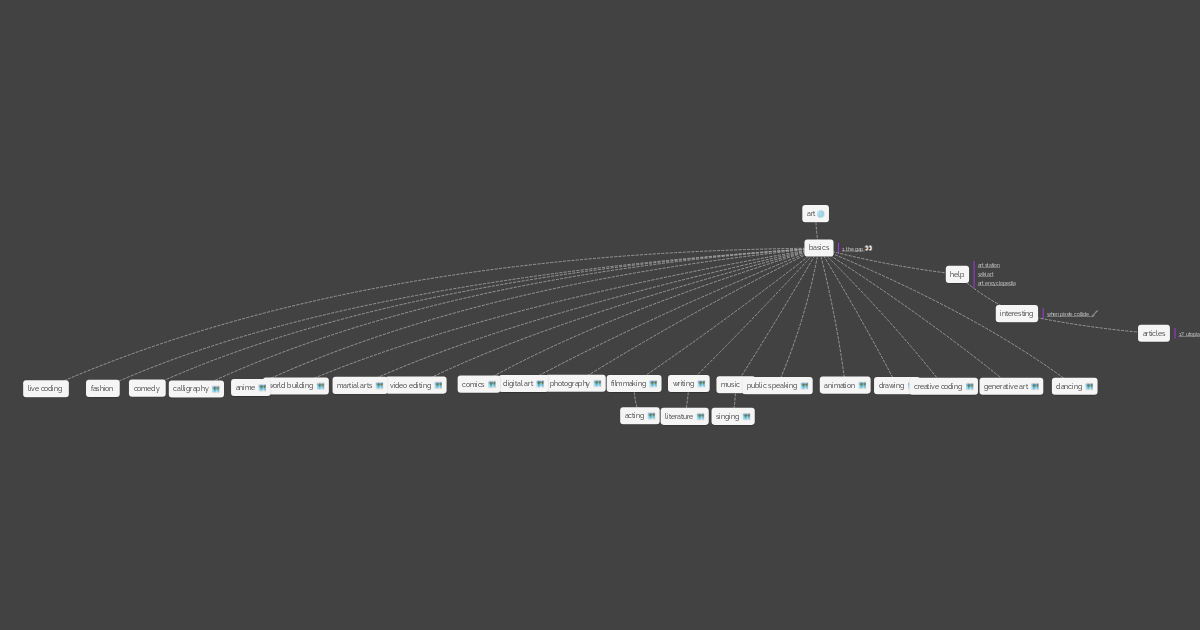 art
basics
1. the gap
help
art station
wikiart
art encyclopedia
interesting
when pixels collide
articles
live coding
fashion
comedy
calligraphy
anime
world building
martial arts
video editing
comics
digital art
photography
filmmaking
writing
music
public speaking
animation
drawing
creative coding
generative art
dancing
acting
literature
singing